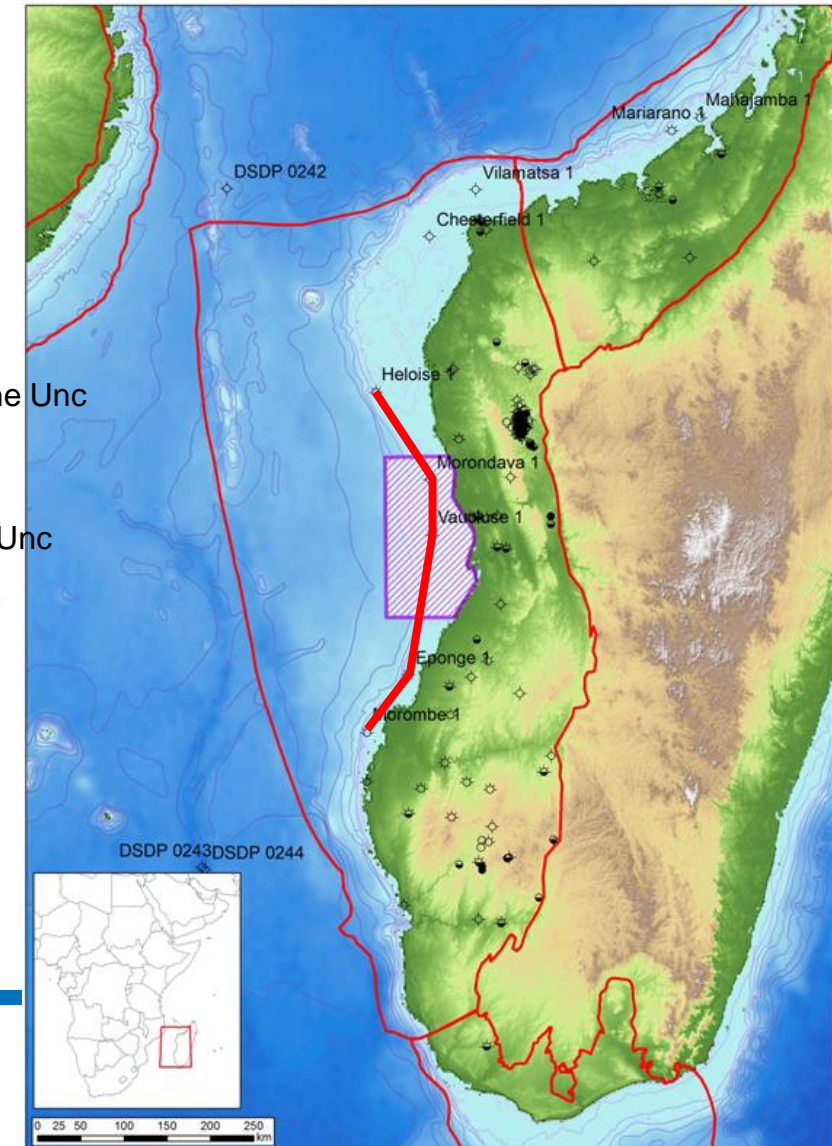 Mahajamba 1
Mariarano 1
DSDP 0242
Vilamatsa 1
Chesterfield 1
Heloise 1
ne Unc
Morondava 1
Vaucluse 1
Unc
Eponge 1
Morombe 1
DSDP 0243 DSDP 0244
0 25 50 100 150 200 250
km